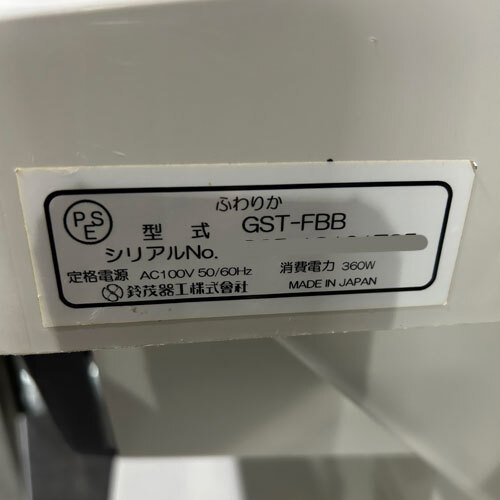 ふわりか
PSE 型式 GST-FBB
シリアルNo.
定格電源 AC100V 50/60Hz 消費電力 360W
鈴茂器工株式會社 MADE IN JAPAN